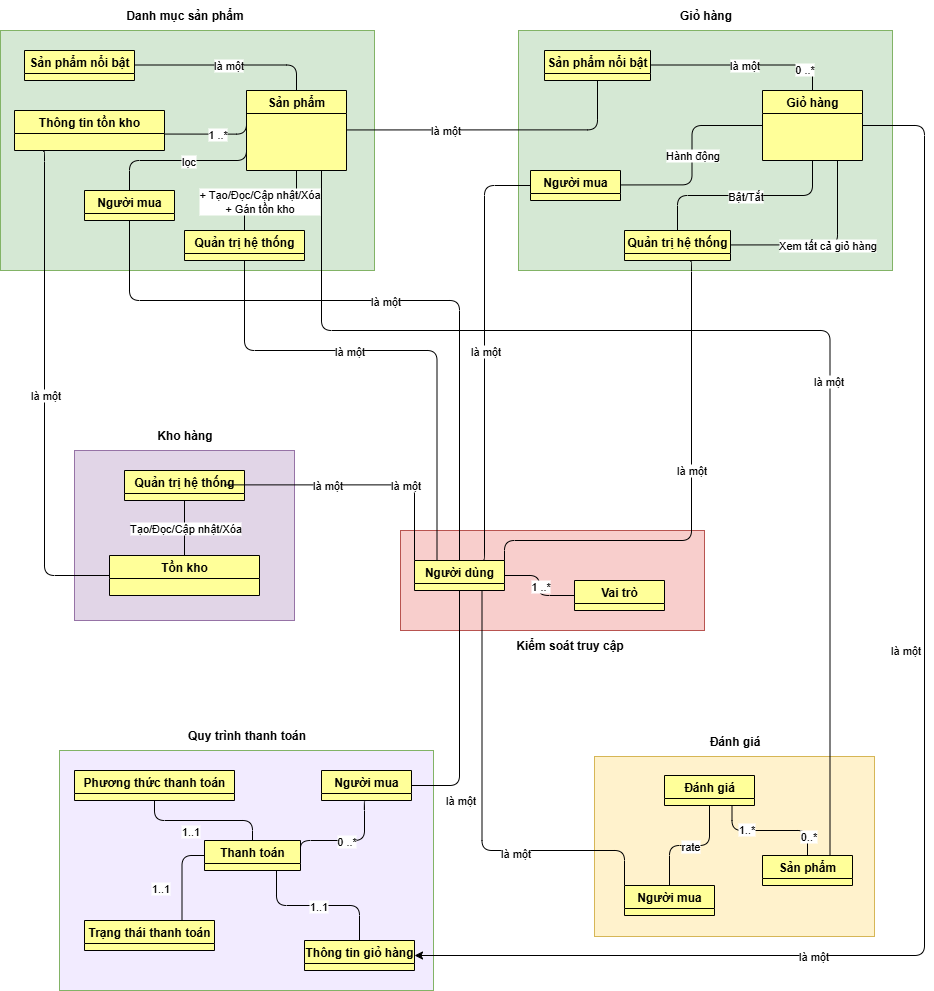 Danh mục sản phẩm
Giỏ hàng
Sản phẩm nổi bật
là một
Sản phẩm
Thông tin tồn kho
1 ..*
lọc
Người mua
+ Tạo/Đọc/Cập nhật/Xóa
+ Gán tồn kho
Quản trị hệ thống
là một
Sản phẩm nổi bật
là một
0 ..*
Giỏ hàng
Hành động
Người mua
Bật/Tắt
Quản trị hệ thống
Xem tất cả giỏ hàng
là một
là một
là một
là một
là một
là một
Kho hàng
Quản trị hệ thống
là một
là một
Tạo/Đọc/Cập nhật/Xóa
Tồn kho
Người dùng
1 ..*
Vai trò
Kiểm soát truy cập
là một
Quy trình thanh toán
Đánh giá
Phương thức thanh toán
Người mua
là một
1..1
Thanh toán
0 ..*
1..1
Trạng thái thanh toán
1..1
Thông tin giỏ hàng
Đánh giá
1..*
0..*
rate
là một
Sản phẩm
Người mua
là một